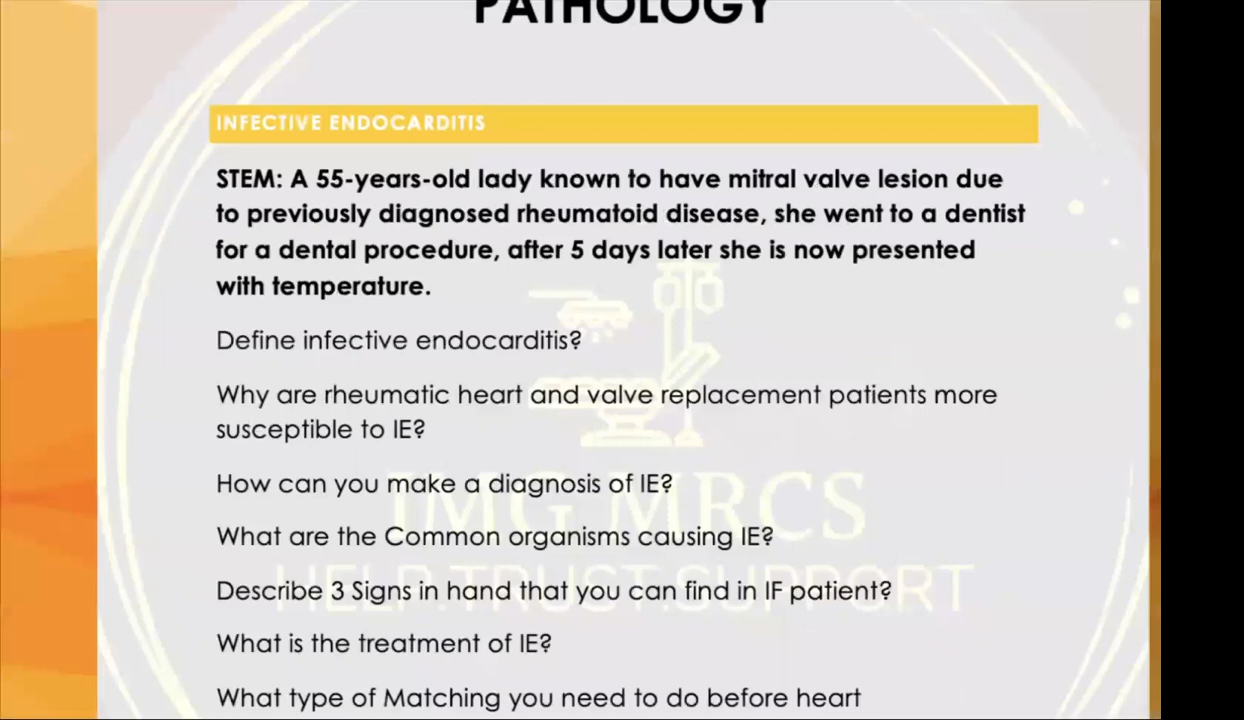 PATHOLOGY
INFECTIVE ENDOCARDITIS
STEM: A 55-years-old lady known to have mitral valve lesion due
to previously diagnosed rheumatoid disease, she went to a dentist
for a dental procedure, after 5 days later she is now presented
with temperature.
Define infective endocarditis?
Why are rheumatic heart and valve replacement patients more
susceptible to IE?
How can you make a diagnosis of IE?
IMG MRCS
What are the Common organisms causing IE?
HELP.TRUST.SUPPORT
Describe 3 Signs in hand that you can find in IF patient?
What is the treatment of IE?
What type of Matching you need to do before heart